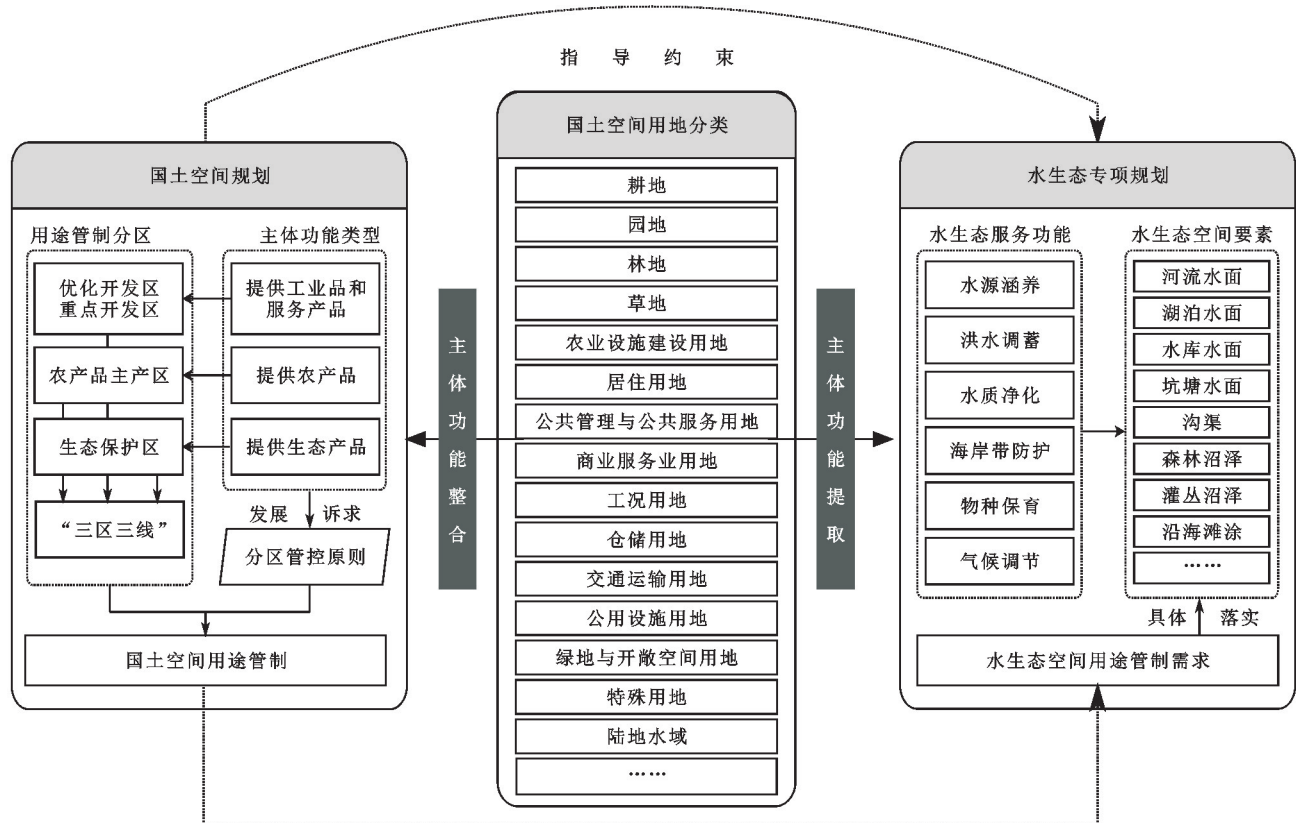 指导约束
国土空间规划
用途管制分区
主体功能类型
优化开发区
重点开发区
提供工业品和
服务产品
农产品主产区
提供农产品
生态保护区
提供生态产品
“三区三线”
发展 诉求
分区管控原则
国土空间用途管制
主体功能整合
国土空间用地分类
耕地
园地
林地
草地
农业设施建设用地
居住用地
公共管理与公共服务用地
商业服务业用地
工况用地
仓储用地
交通运输用地
公用设施用地
绿地与开敞空间用地
特殊用地
陆地水域
……
主体功能提取
水生态专项规划
水生态服务功能
水生态空间要素
水源涵养
洪水调蓄
水质净化
海岸带防护
物种保育
气候调节
河流水面
湖泊水面
水库水面
坑塘水面
沟渠
森林沼泽
灌丛沼泽
沿海滩涂
……
具体 落实
水生态空间用途管制需求